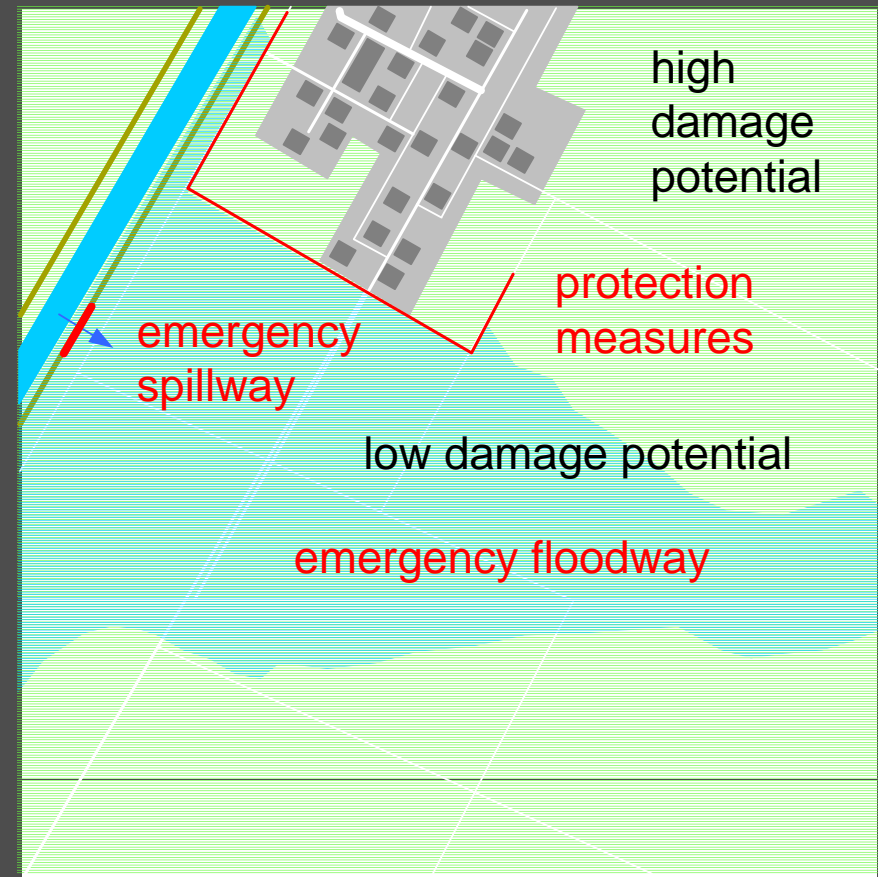 high
damage
potential
protection
measures
emergency
spillway
low damage potential
emergency floodway